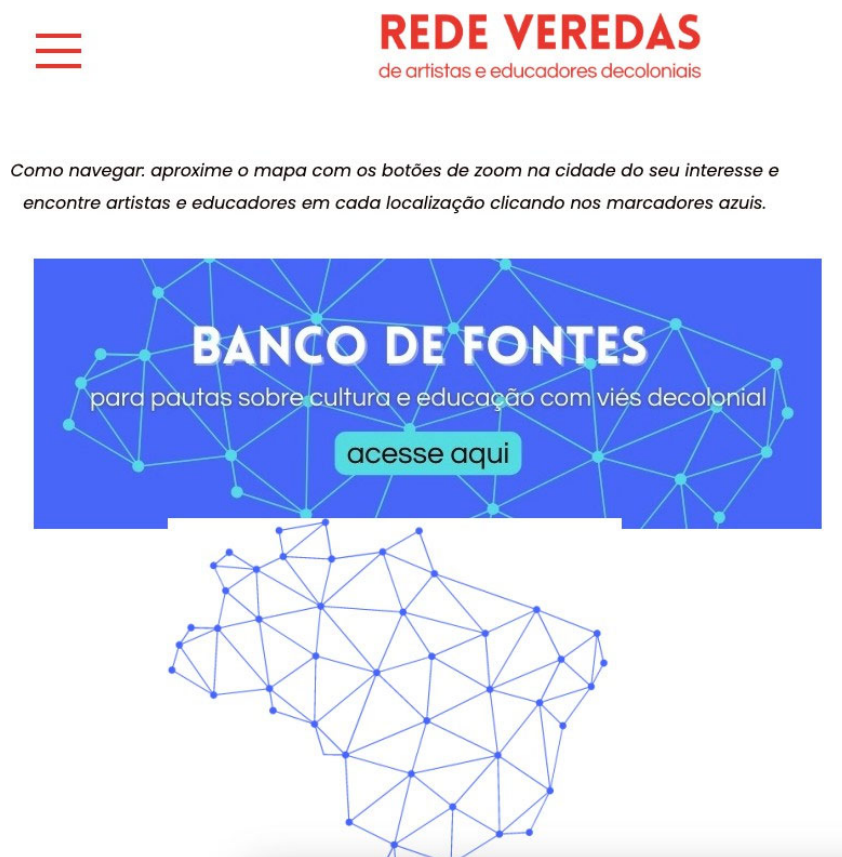 REDE VEREDAS
de artistas e educadores decoloniais
Como navegar: aproxime o mapa com os botões de zoom na cidade do seu interesse e
encontre artistas e educadores em cada localização clicando nos marcadores azuis.
BANCO DE FONTES
para pautas sobre cultura e educação com viés decolonial
acesse aqui